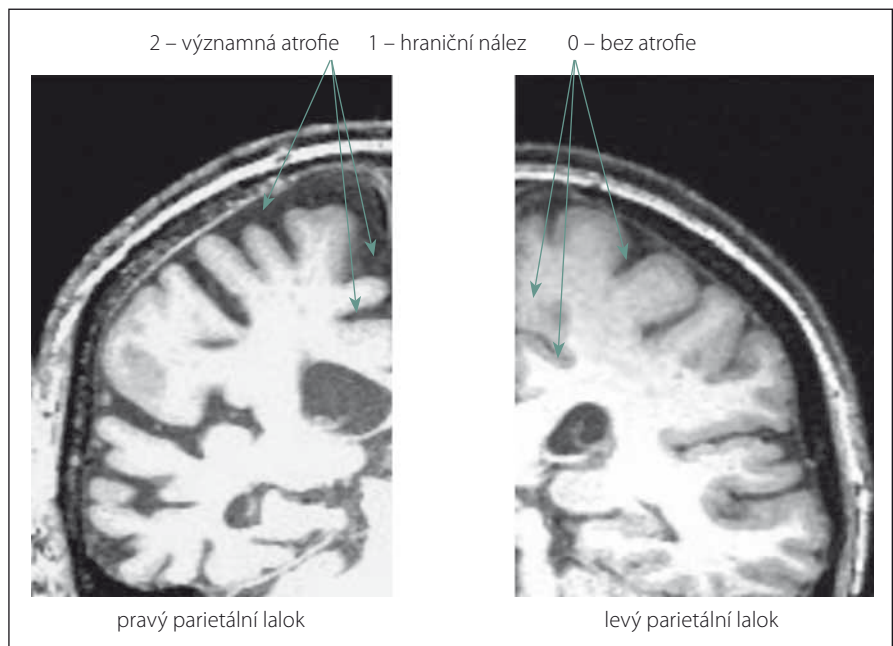 2 – významná atrofie 1 – hraniční nález 0 – bez atrofie
pravý parietální lalok levý parietální lalok